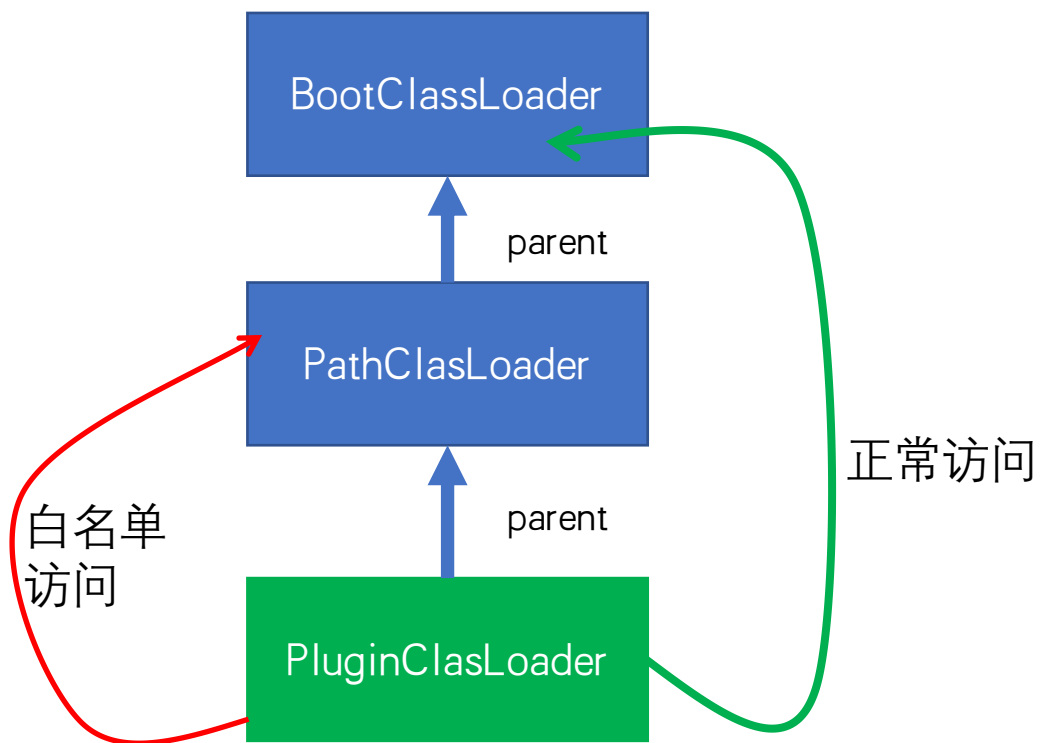 BootClassLoader
parent
PathClasLoader
正常访问
白名单
访问
parent
PluginClasLoader